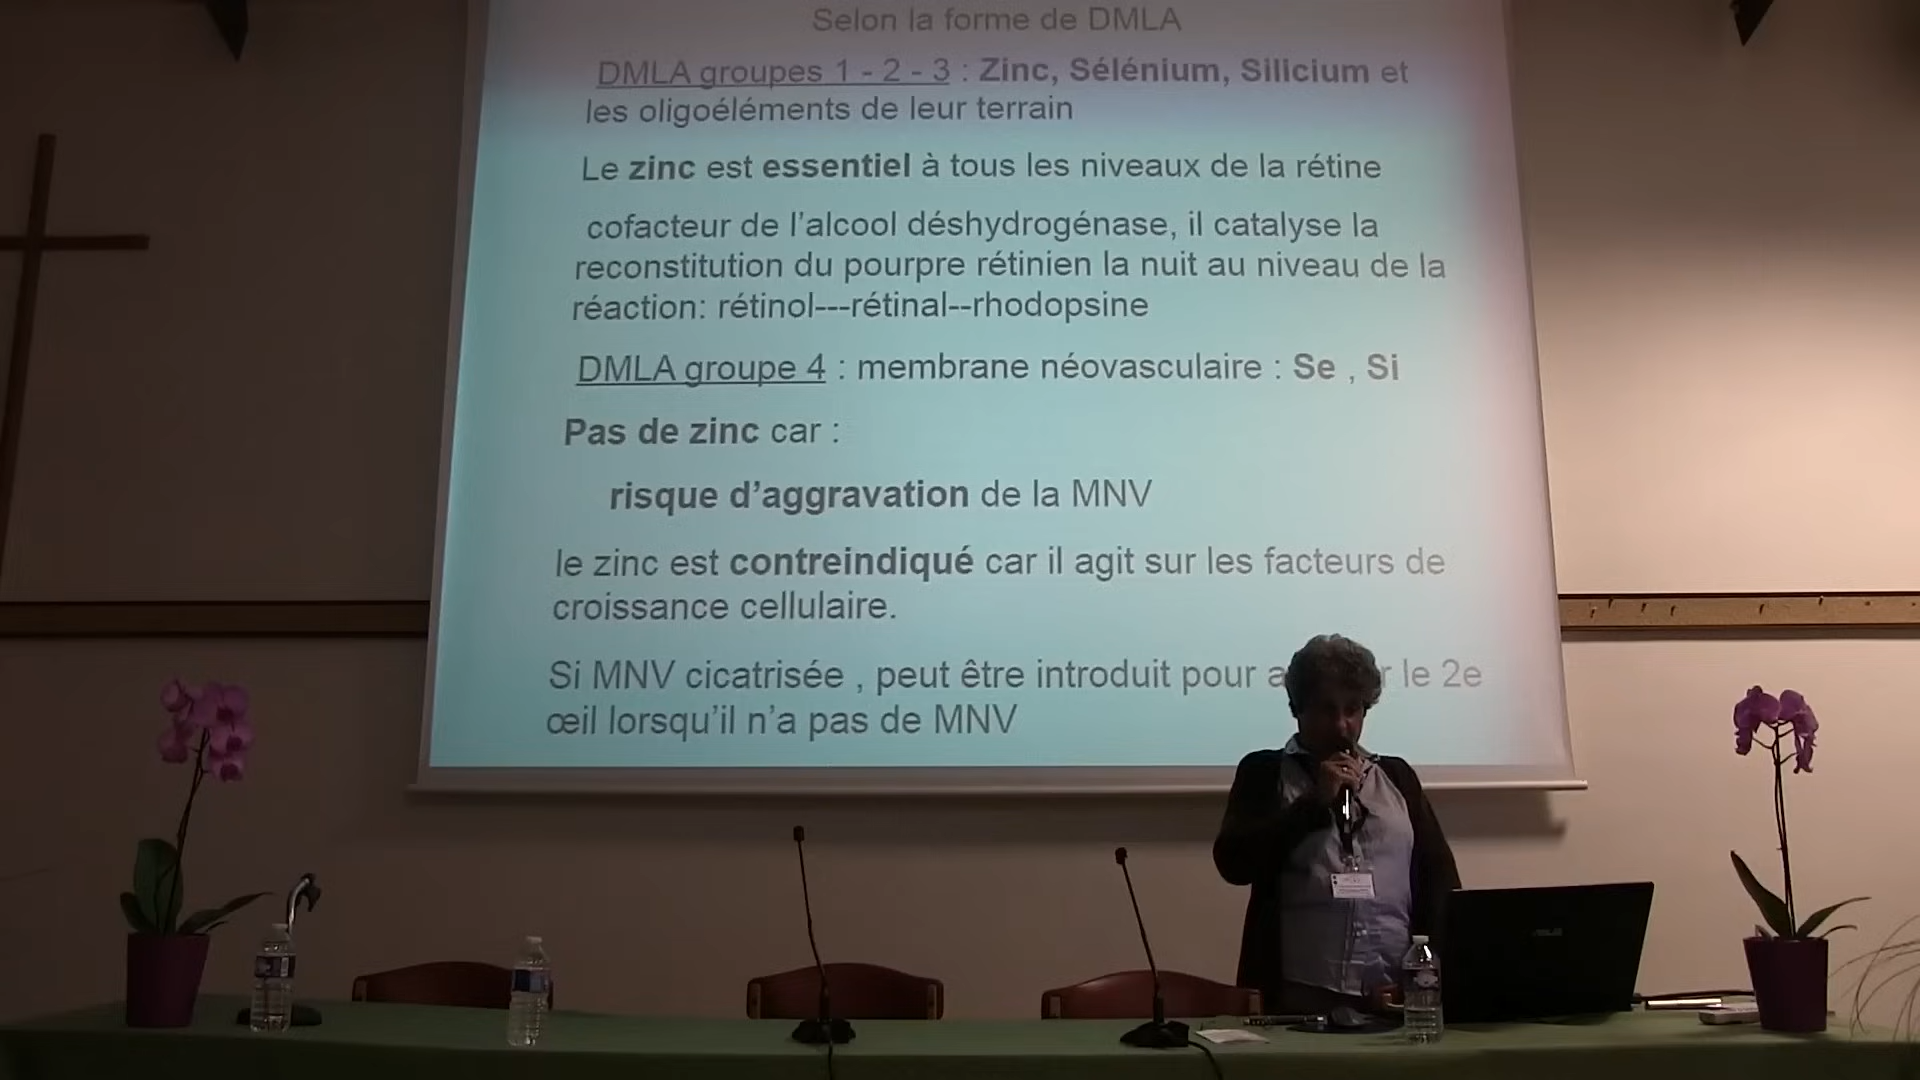 Selon la forme de DMLA
DMLA groupes 1 - 2 - 3 : Zinc, Sélénium, Silicium et
les oligoéléments de leur terrain
Le zinc est essentiel à tous les niveaux de la rétine
cofacteur de l'alcool déshydrogénase, il catalyse la
reconstitution du pourpre rétinien la nuit au niveau de la
réaction: rétinol---rétinal--rhodopsine
DMLA groupe 4 : membrane néovasculaire : Se , Si
Pas de zinc car :
risque d'aggravation de la MNV
le zinc est contreindiqué car il agit sur les facteurs de
croissance cellulaire.
Si MNV cicatrisée , peut être introduit pour le 2e
œil lorsqu'il n'a pas de MNV
ASUS